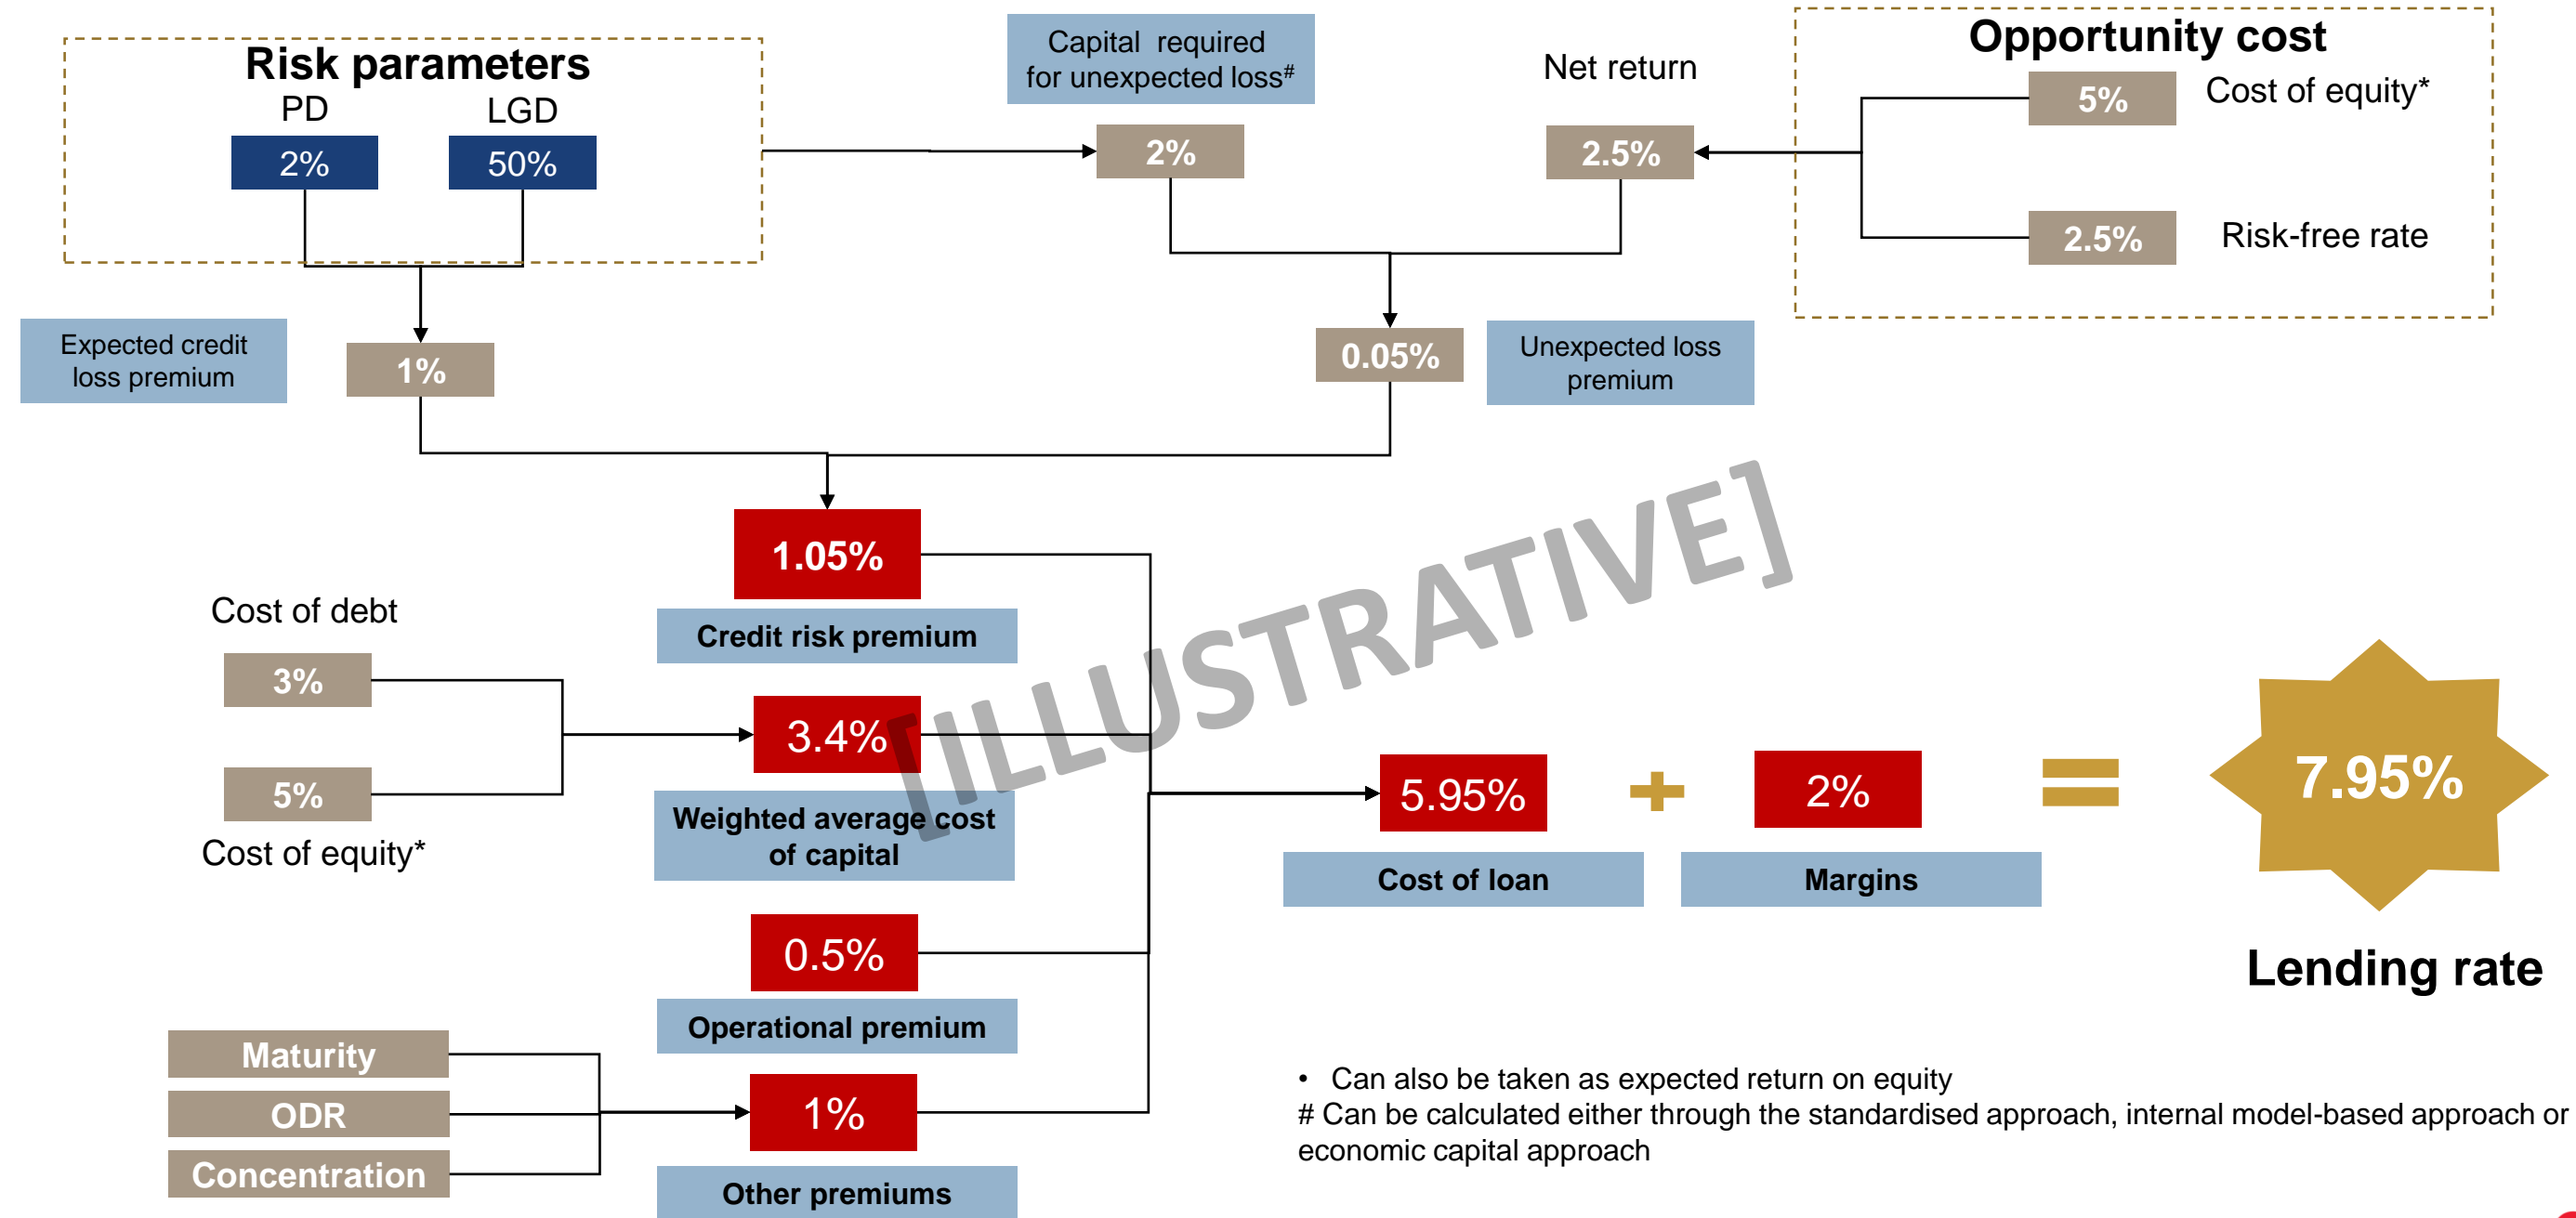 Risk parameters
PD
LGD
2%
50%
Capital required
for unexpected loss#
2%
Net return
2.5%
Opportunity cost
5%
Cost of equity*
2.5%
Risk-free rate
Expected credit
loss premium
1%
0.05%
Unexpected loss
premium
1.05%
Credit risk premium
Cost of debt
3%
5%
Cost of equity*
3.4%
Weighted average cost
of capital
[ILLUSTRATIVE]
0.5%
Operational premium
Maturity
ODR
Concentration
1%
Other premiums
5.95%
Cost of loan
+
2%
Margins
=
7.95%
Lending rate
• Can also be taken as expected return on equity
# Can be calculated either through the standardised approach, internal model-based approach or
economic capital approach